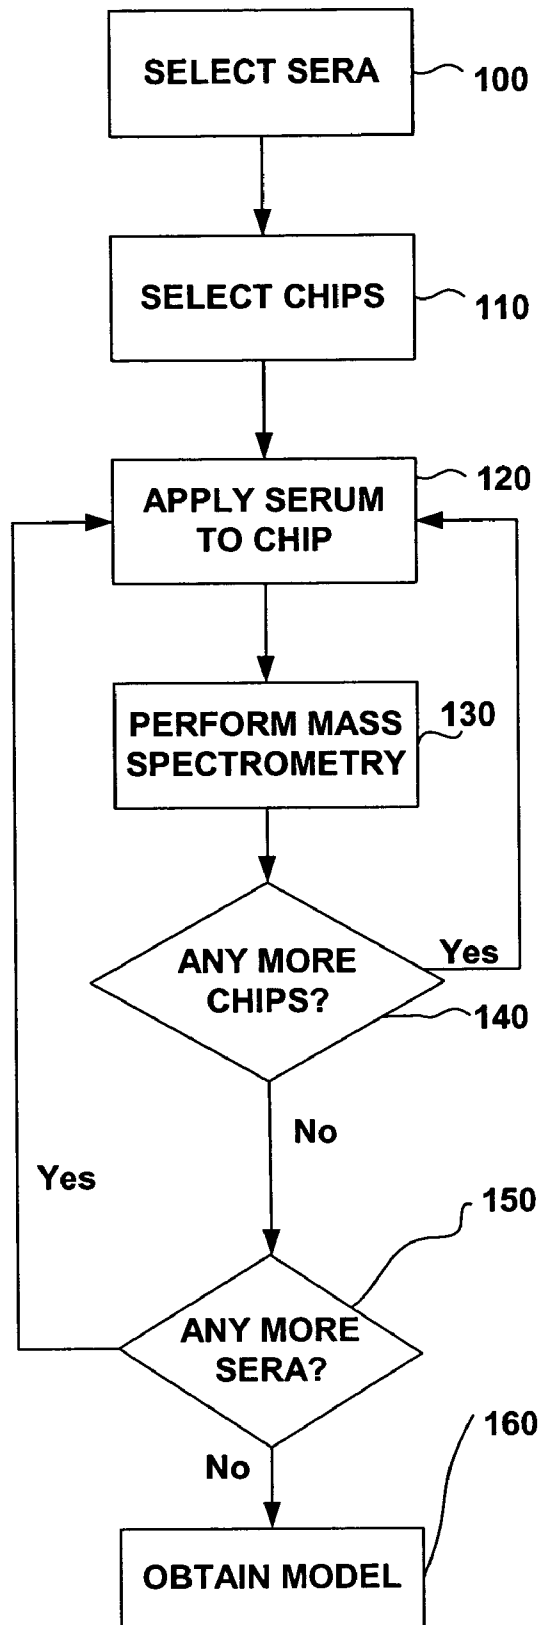 SELECT SERA
100
SELECT CHIPS
110
120
APPLY SERUM
TO CHIP
130
PERFORM MASS
SPECTROMETRY
ANY MORE
CHIPS?
Yes
140
No
Yes
150
ANY MORE
SERA?
160
No
OBTAIN MODEL